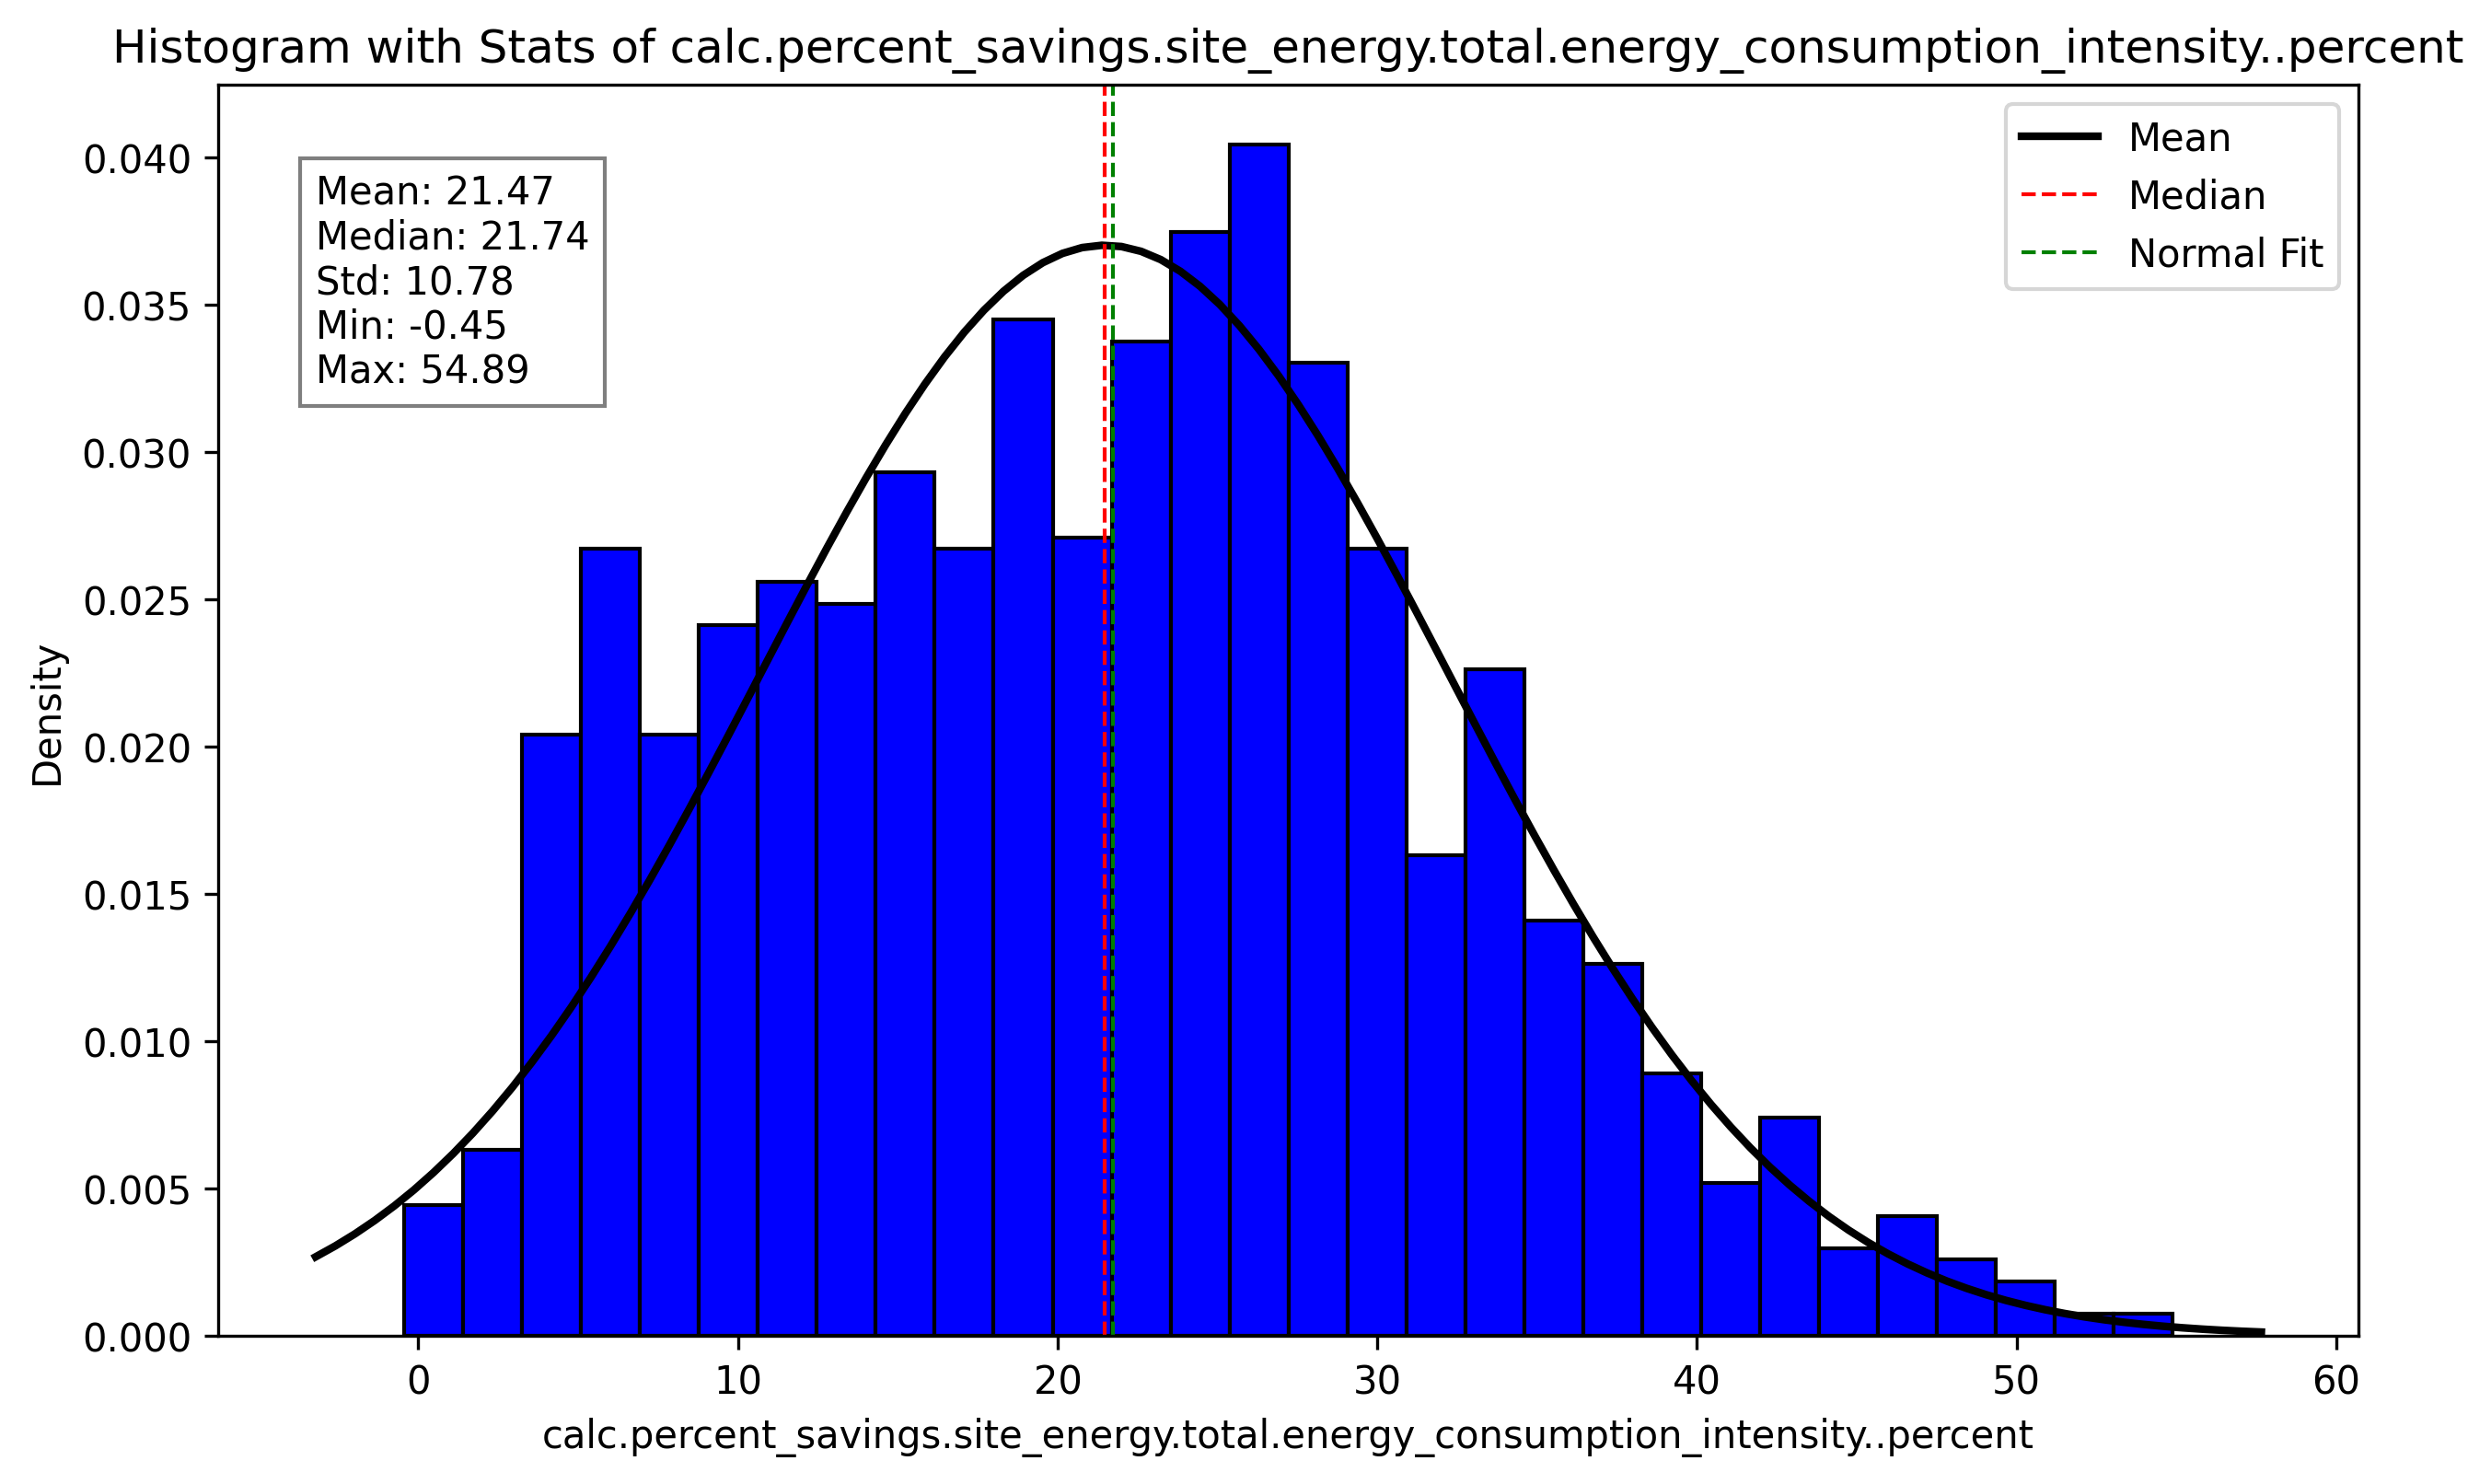 Histogram with Stats of calc.percent_savings.site_energy.total.energy_consumption_intensity..percent
Mean: 21.47
Median: 21.74
Std: 10.78
Min: -0.45
Max: 54.89
Mean
Median
Normal Fit
0.040
0.035
0.030
0.025
0.020
0.015
0.010
0.005
0.000
Density
0 10 20 30 40 50 60
calc.percent_savings.site_energy.total.energy_consumption_intensity..percent